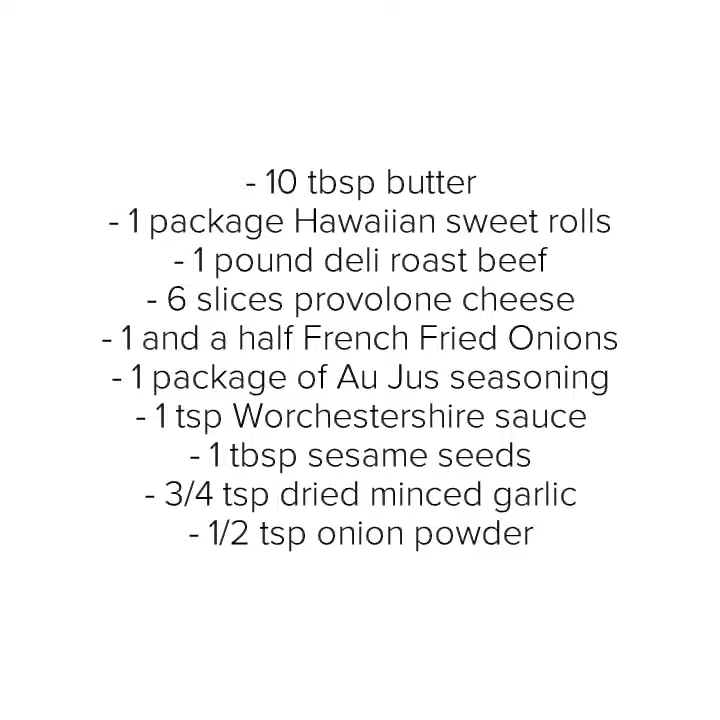 - 10 tbsp butter
- 1 package Hawaiian sweet rolls
- 1 pound deli roast beef
- 6 slices provolone cheese
- 1 and a half French Fried Onions
- 1 package of Au Jus seasoning
- 1 tsp Worchestershire sauce
- 1 tbsp sesame seeds
- 3/4 tsp dried minced garlic
- 1/2 tsp onion powder